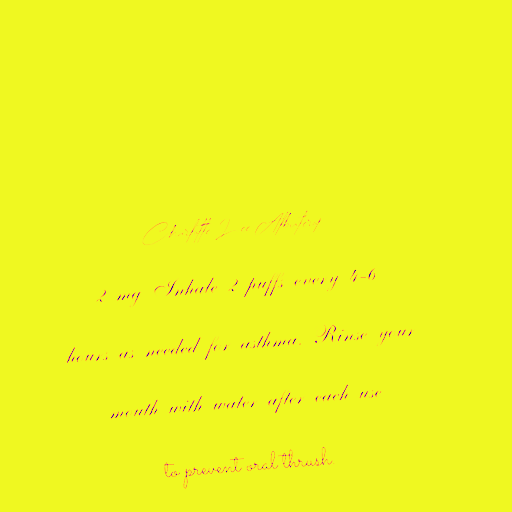 2 mg Inhale 2 puffs every 4-6
hours as needed for asthma. Rinse your
mouth with water after each use
to prevent oral thrush